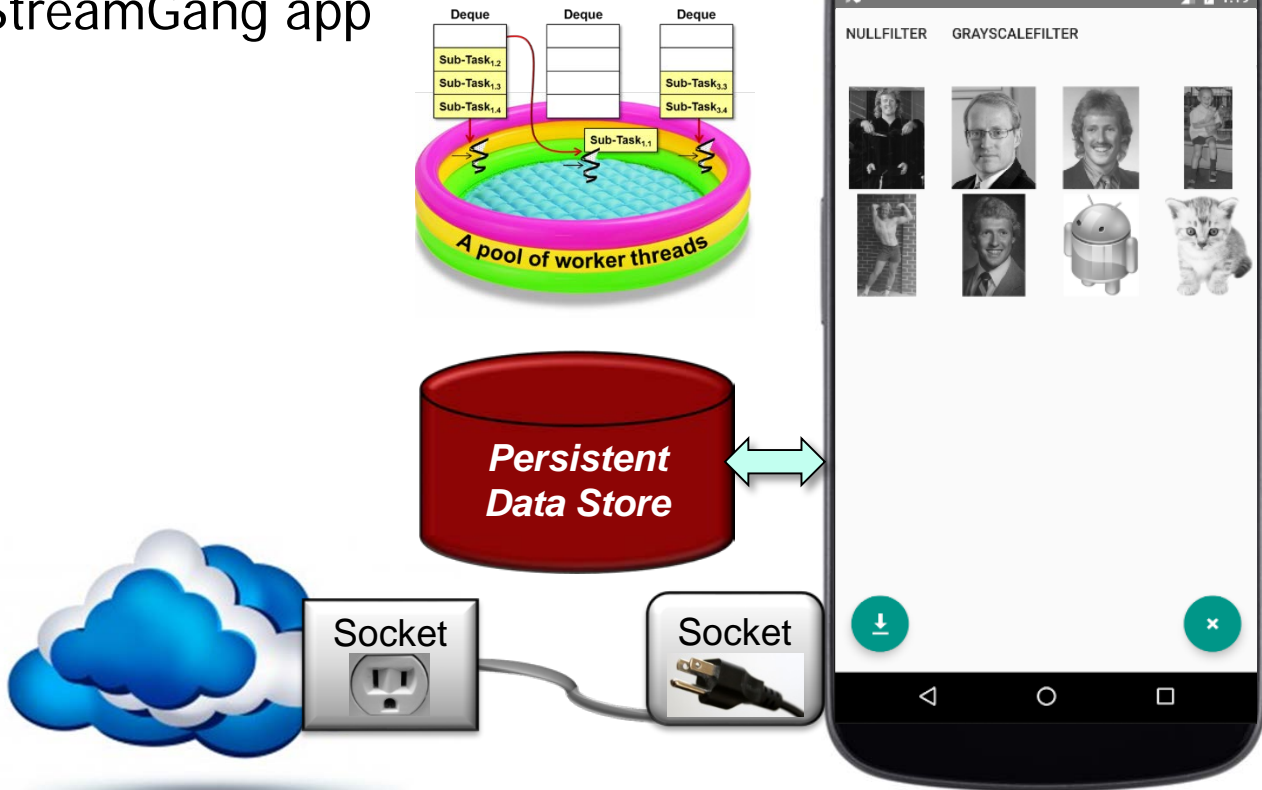 StreamGang app
Deque
Deque
Deque
Sub-Task1.2
Sub-Task1.3
Sub-Task1.4
Sub-Task3.3
Sub-Task3.4
Sub-Task1.1
A pool of worker threads
NULLFILTER GRAYSCALEFILTER
Persistent
Data Store
Socket
Socket